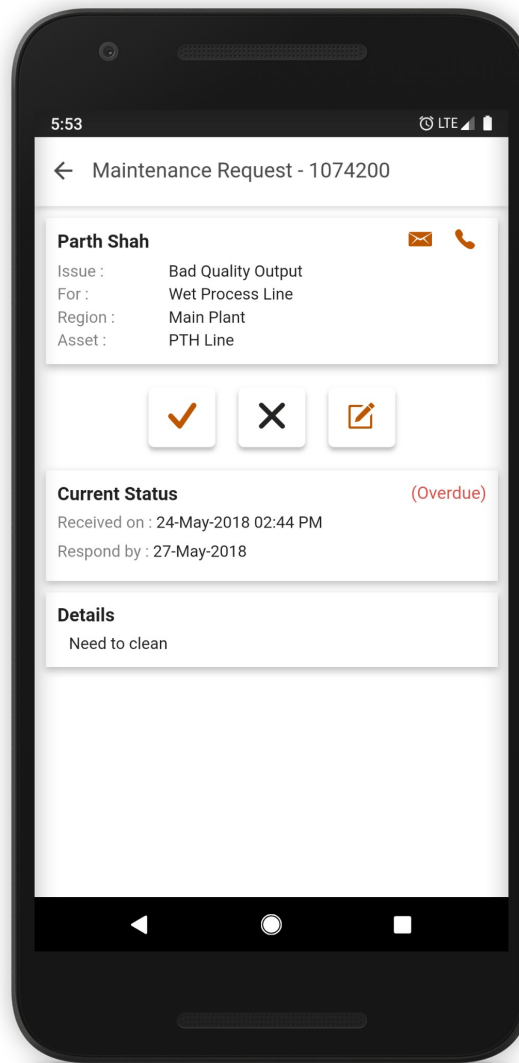 5:53 LTE
Maintenance Request - 1074200
Parth Shah
Issue : Bad Quality Output
For : Wet Process Line
Region : Main Plant
Asset : PTH Line
Current Status (Overdue)
Received on : 24-May-2018 02:44 PM
Respond by : 27-May-2018
Details
Need to clean